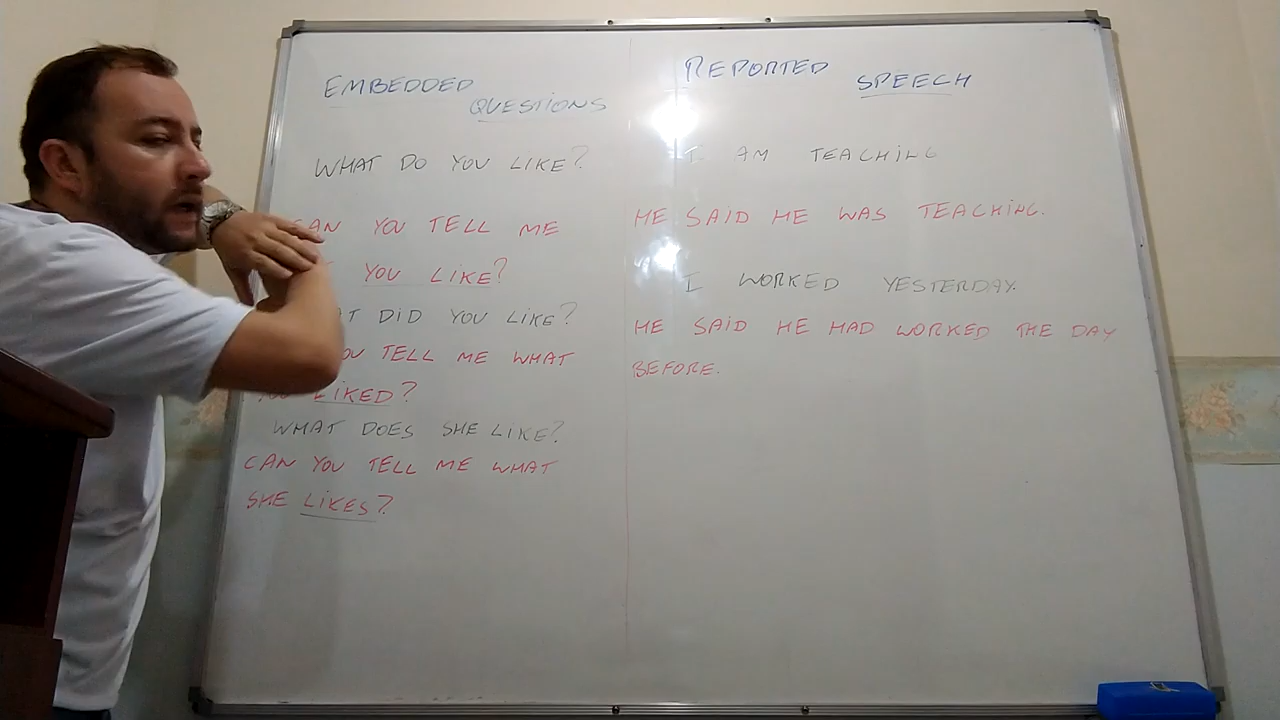 EMBEDDED
QUESTIONS
WHAT DO YOU LIKE?
CAN YOU TELL ME
YOU LIKE?
DID YOU LIKE?
TELL ME WHAT
LIKED?
WHAT DOES SHE LIKE?
CAN YOU TELL ME WHAT
SHE LIKES?
REPORTED
SPEECH
I AM TEACHING
HE SAID HE WAS TEACHING.
I WORKED YESTERDAY.
HE SAID HE HAD WORKED THE DAY
BEFORE.